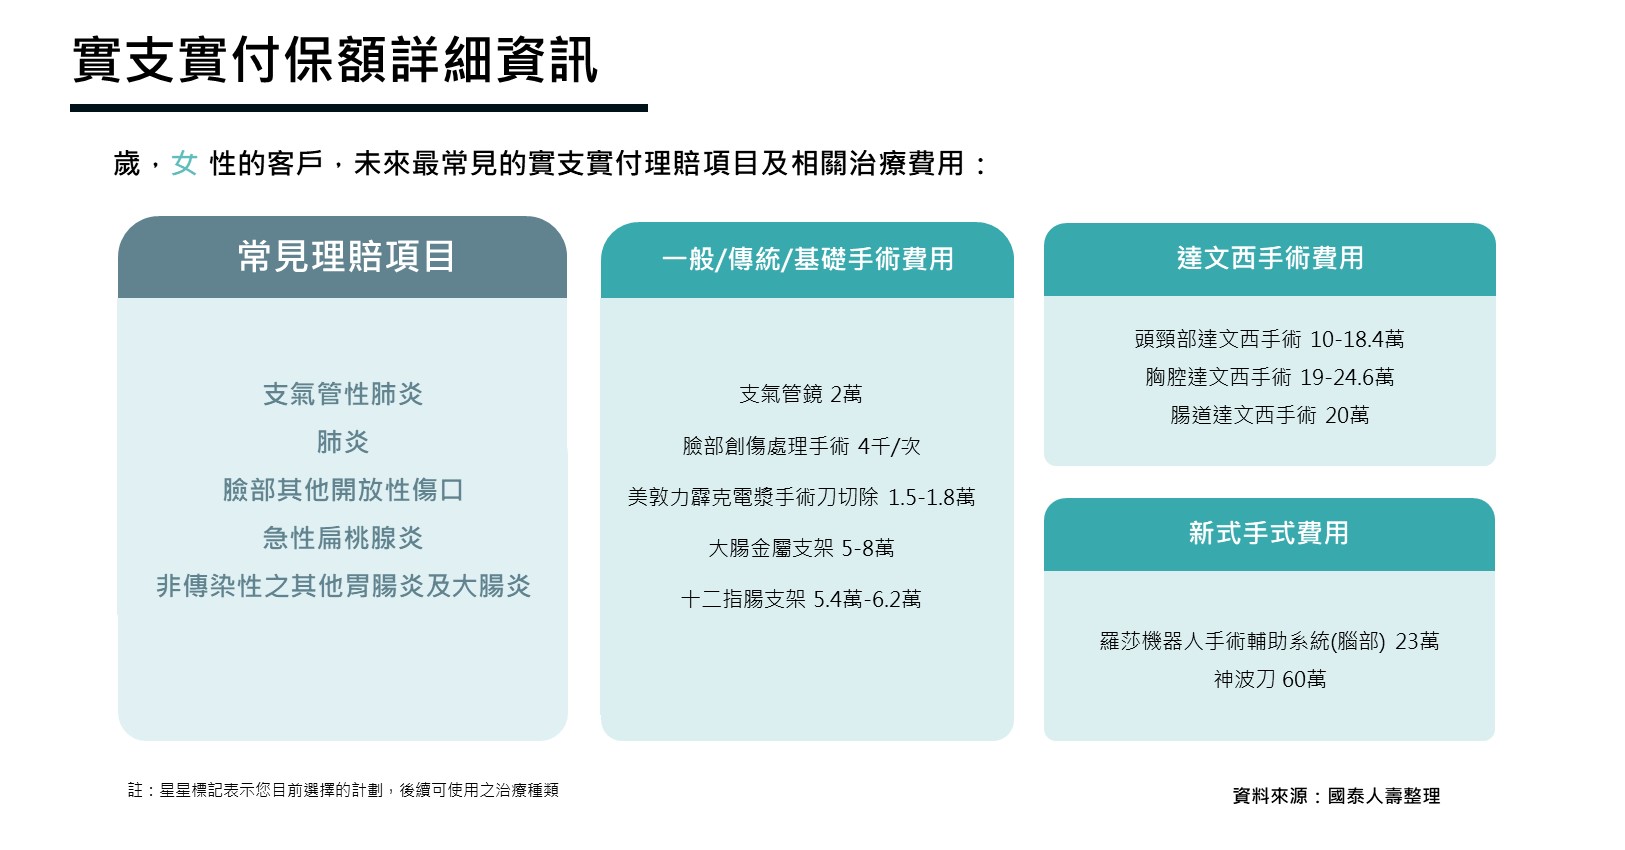 實支實付保額詳細資訊
歲，女 性的客戶，未來最常見的實支實付理賠項目及相關治療費用：
常見理賠項目
支氣管性肺炎
肺炎
臉部其他開放性傷口
急性扁桃腺炎
非傳染性之其他胃腸炎及大腸炎
一般/傳統/基礎手術費用
支氣管鏡 2萬
臉部創傷處理手術 4千/次
美敦力霹克電漿手術刀切除 1.5-1.8萬
大腸金屬支架 5-8萬
十二指腸支架 5.4萬-6.2萬
達文西手術費用
頭頸部達文西手術 10-18.4萬
胸腔達文西手術 19-24.6萬
腸道達文西手術 20萬
新式手式費用
羅莎機器人手術輔助系統(腦部) 23萬
神波刀 60萬
註：星星標記表示您目前選擇的計劃，後續可使用之治療種類
資料來源：國泰人壽整理